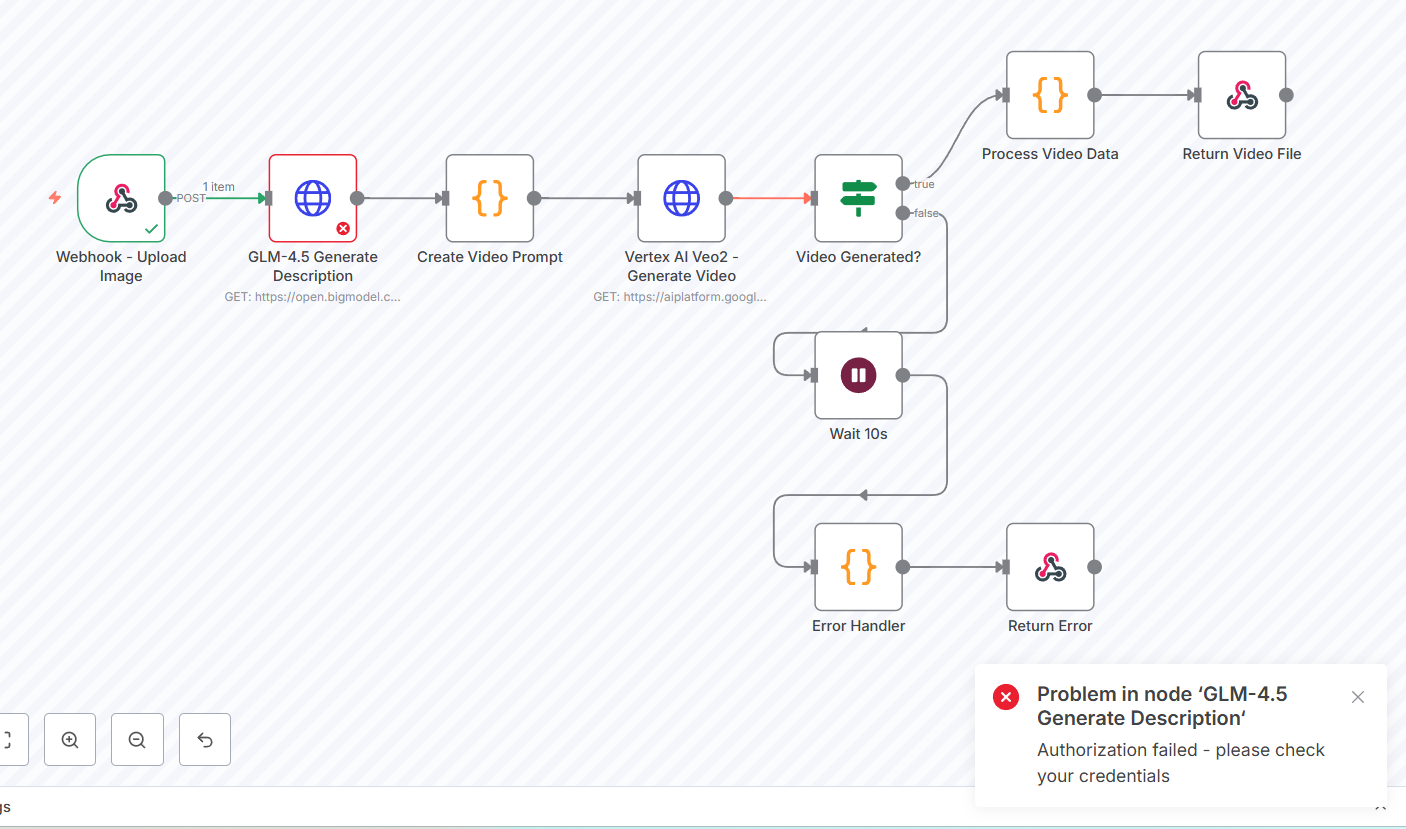 Process Video Data
Return Video File
1 item
POST
true
false
Webhook - Upload
Image
GLM-4.5 Generate
Description
GET: https://open.bigmodel.c...
Create Video Prompt
Vertex AI Veo2 -
Generate Video
GET: https://aiplatform.googl...
Video Generated?
Wait 10s
Error Handler
Return Error
Problem in node ‘GLM-4.5
Generate Description‘
Authorization failed - please check
your credentials
gs